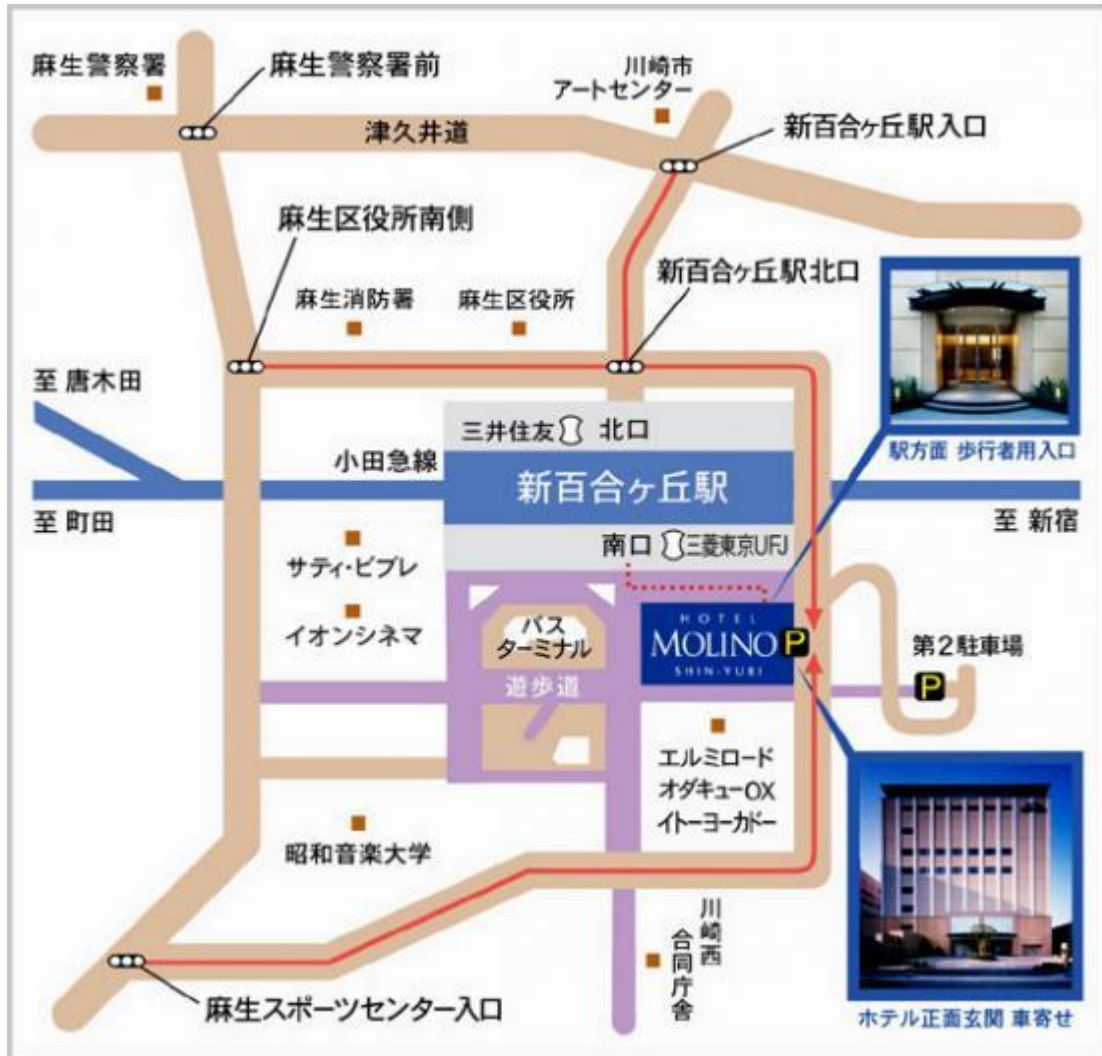 麻生警察署
麻生警察署前
川崎市
アートセンター
津久井道
新百合ヶ丘駅入口
麻生区役所南側
新百合ヶ丘駅北口
麻生消防署
麻生区役所
至 唐木田
三井住友
北口
駅方面 歩行者用入口
小田急線
新百合ヶ丘駅
至 町田
至 新宿
南口
三菱東京UFJ
サティ・ビブレ
イオンシネマ
バス
ターミナル
HOTEL
MOLINO
SHIN-YURI
P
第2駐車場
P
遊歩道
エルミロード
オダキューOX
イトーヨーカドー
昭和音楽大学
川崎西
合同庁舎
麻生スポーツセンター入口
ホテル正面玄関 車寄せ